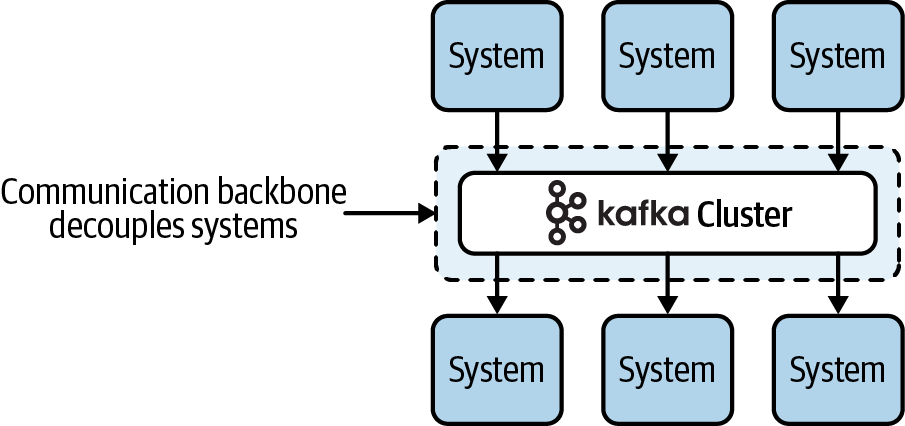 System System System
Communication backbone
decouples systems
kafka Cluster
System System System